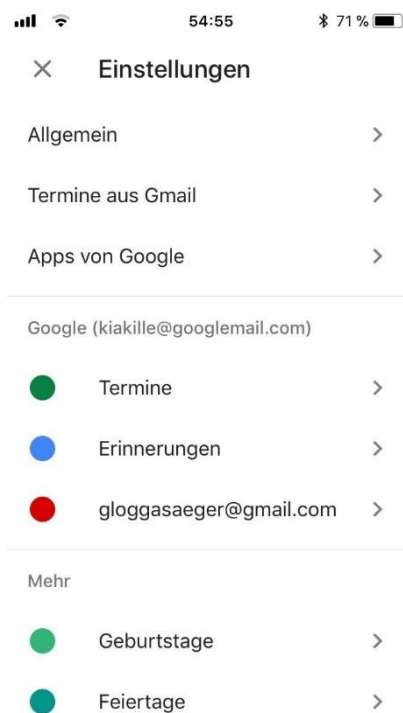 54:55
71 %
Einstellungen
Allgemein
Termine aus Gmail
Apps von Google
Google (kiakille@googlemail.com)
Termine
Erinnerungen
gloggasaeger@gmail.com
Mehr
Geburtstage
Feiertage